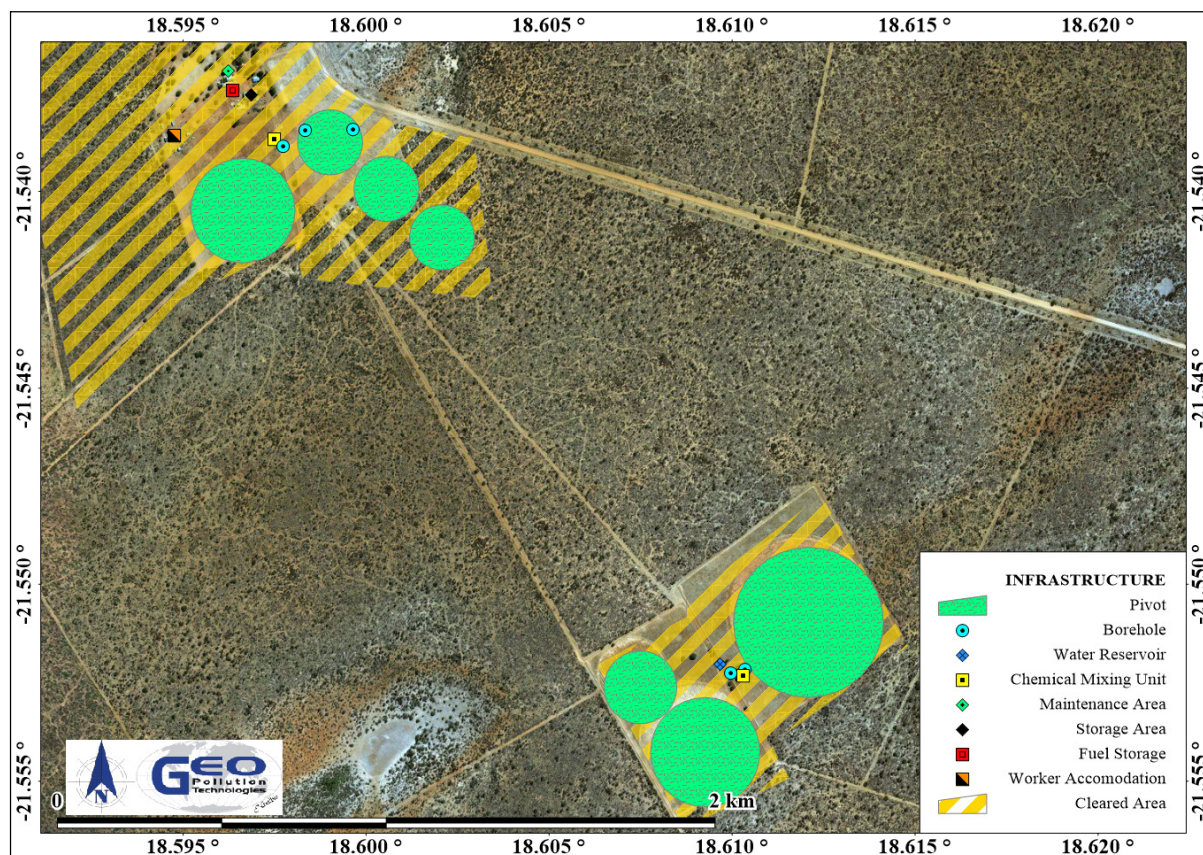 18.595 °
18.600 °
18.605 °
18.610 °
18.615 °
18.620 °
-21.540 °
-21.540 °
-21.545 °
-21.545 °
-21.550 °
-21.550 °
-21.555 °
-21.555 °
INFRASTRUCTURE
Pivot
Borehole
Water Reservoir
Chemical Mixing Unit
Maintenance Area
Storage Area
Fuel Storage
Worker Accomodation
Cleared Area
N
GEO
Pollution
Technologies
0
2 km
18.595 °
18.600 °
18.605 °
18.610 °
18.615 °
18.620 °